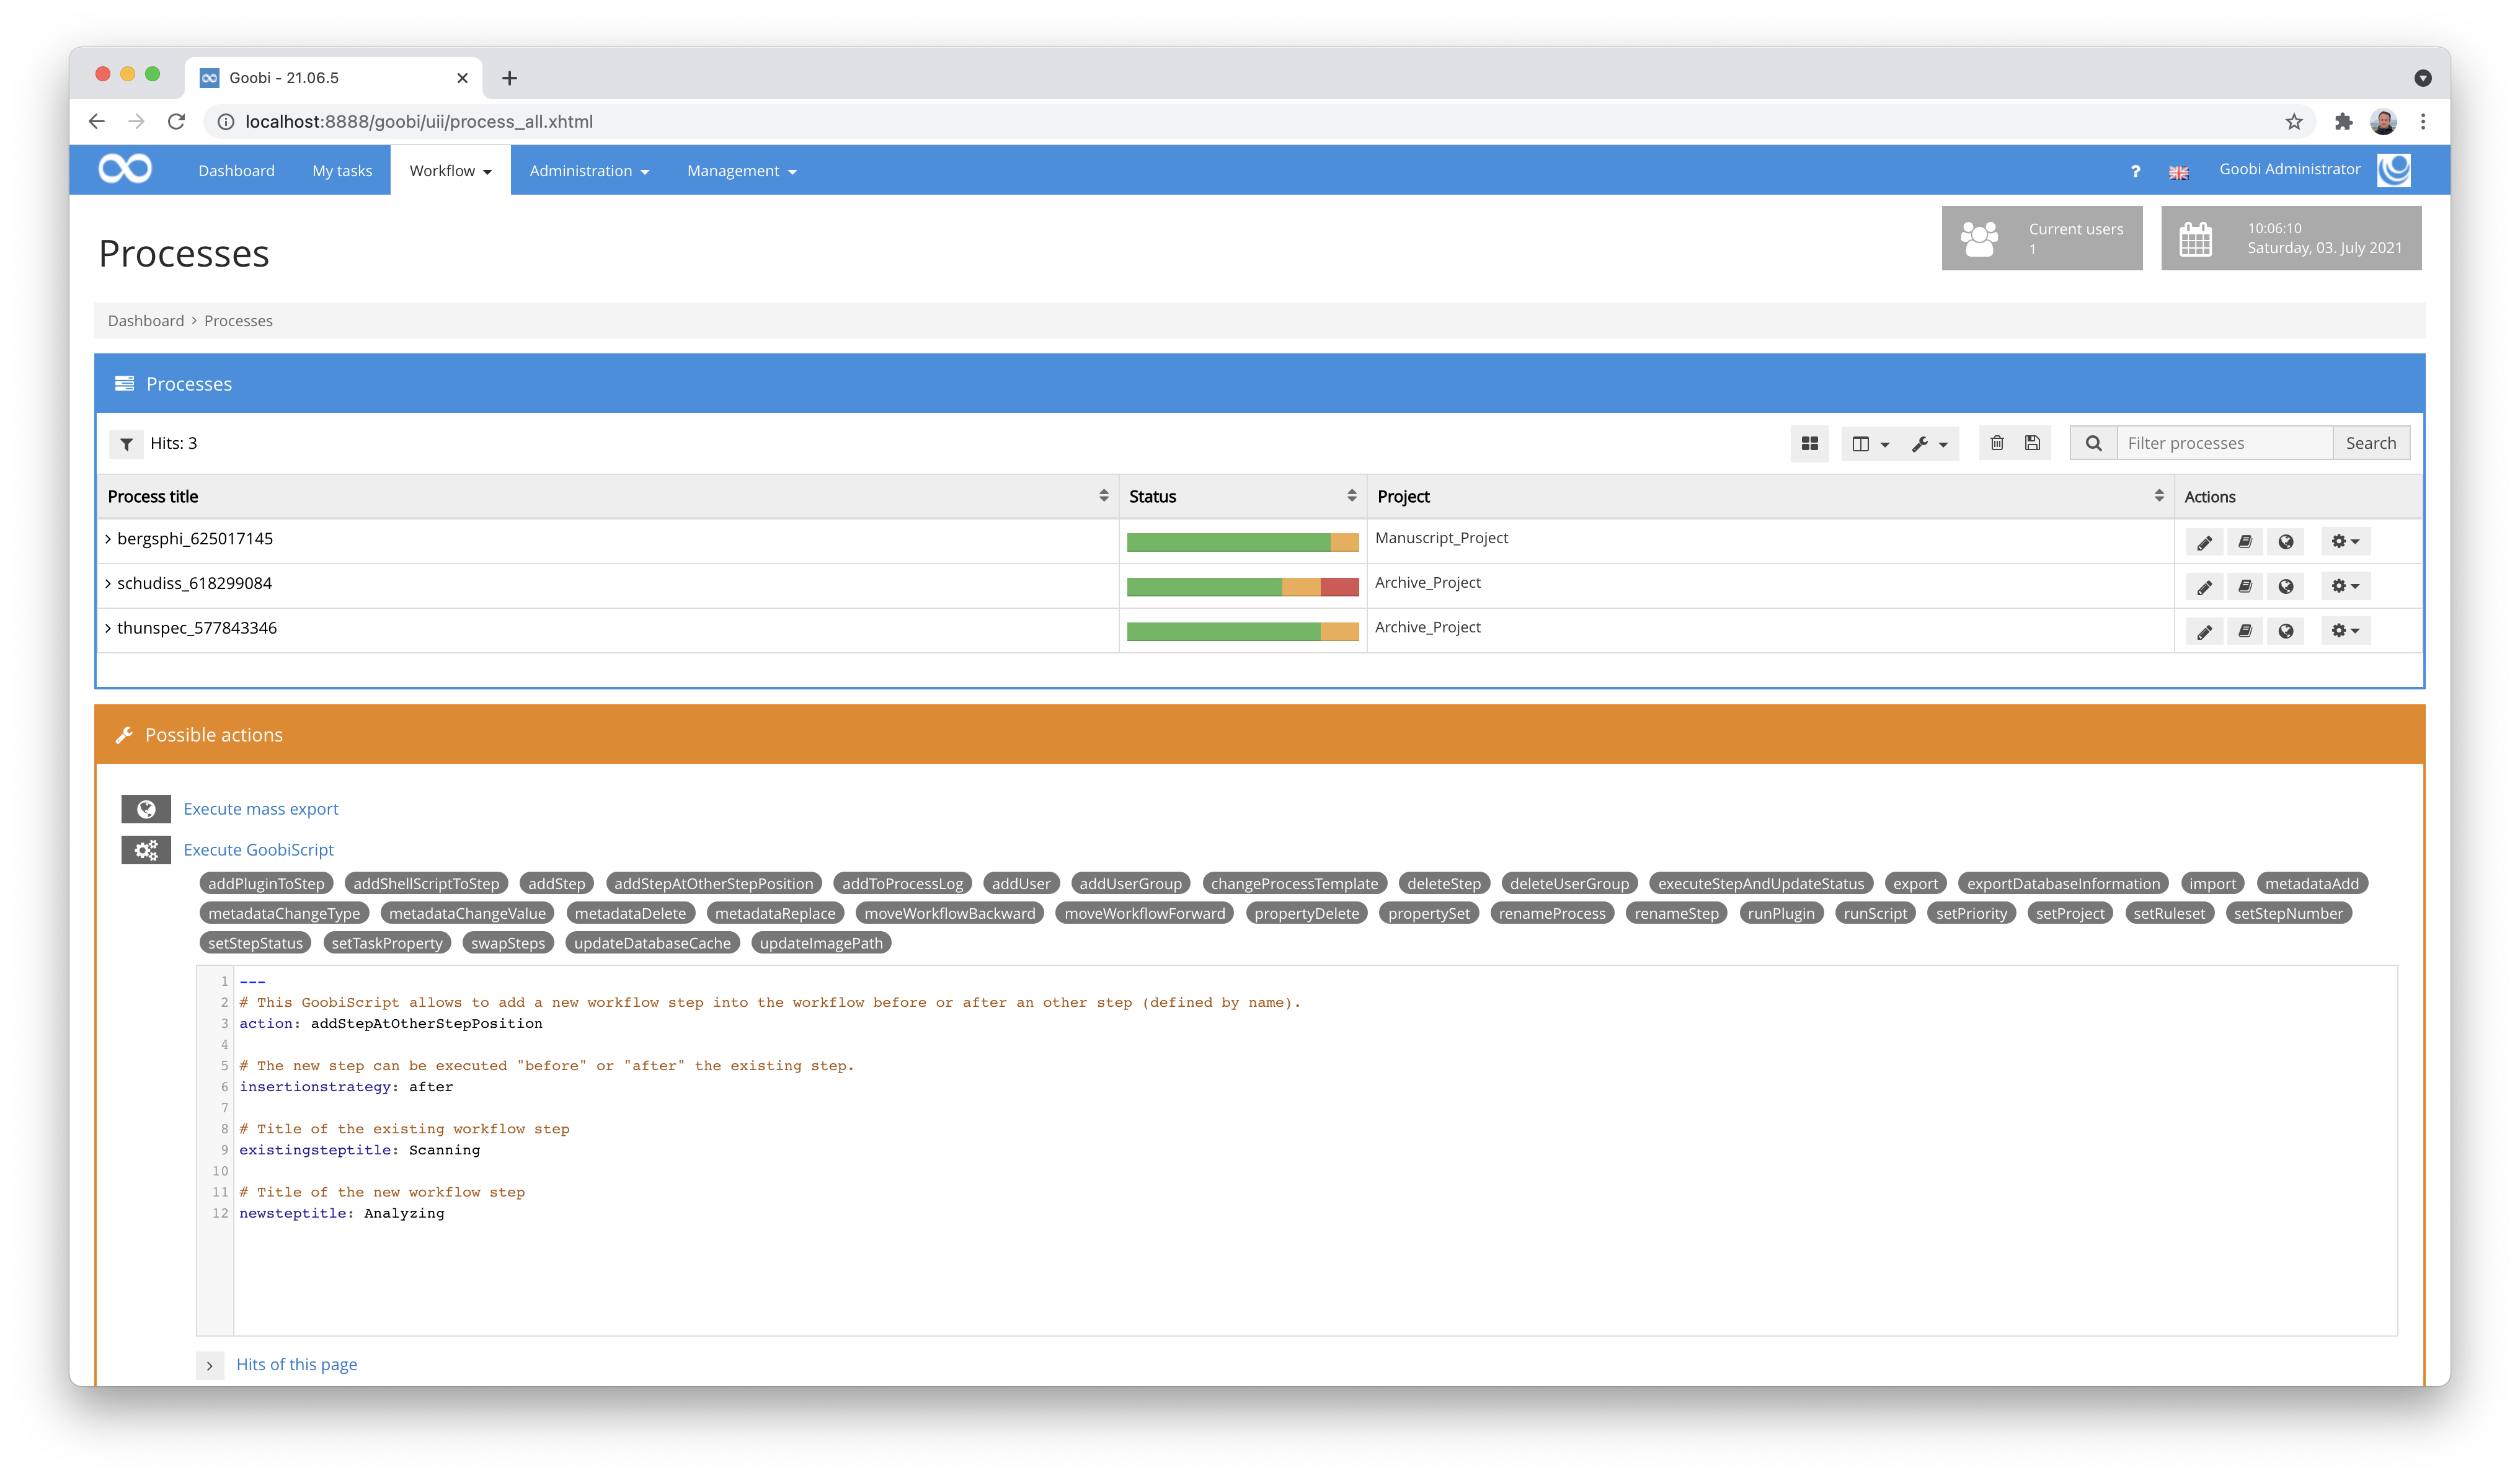 Goobi - 21.06.5
localhost:8888/goobi/uii/process_all.xhtml
Dashboard My tasks Workflow Administration Management ? Goobi Administrator
Processes
Current users
1
10:06:10
Saturday, 03. July 2021
Dashboard > Processes
Processes
Hits: 3 Filter processes Search
Process title Status Project Actions
bergsphi_625017145 Manuscript_Project
schudiss_618299084 Archive_Project
thunspec_577843346 Archive_Project
Possible actions
Execute mass export
Execute GoobiScript
addPluginToStep addShellScriptToStep addStep addStepAtOtherStepPosition addToProcessLog addUser addUserGroup changeProcessTemplate deleteStep deleteUserGroup executeStepAndUpdateStatus export exportDatabaseInformation import metadataAdd
metadataChangeType metadataChangeValue metadataDelete metadataReplace moveWorkflowBackward moveWorkflowForward propertyDelete propertySet renameProcess renameStep runPlugin runScript setPriority setProject setRuleset setStepNumber
setStepStatus setTaskProperty swapSteps updateDatabaseCache updateImagePath
1 ---
2 # This GoobiScript allows to add a new workflow step into the workflow before or after an other step (defined by name).
3 action: addStepAtOtherStepPosition
4
5 # The new step can be executed "before" or "after" the existing step.
6 insertionstrategy: after
7
8 # Title of the existing workflow step
9 existingsteptitle: Scanning
10
11 # Title of the new workflow step
12 newsteptitle: Analyzing
Hits of this page